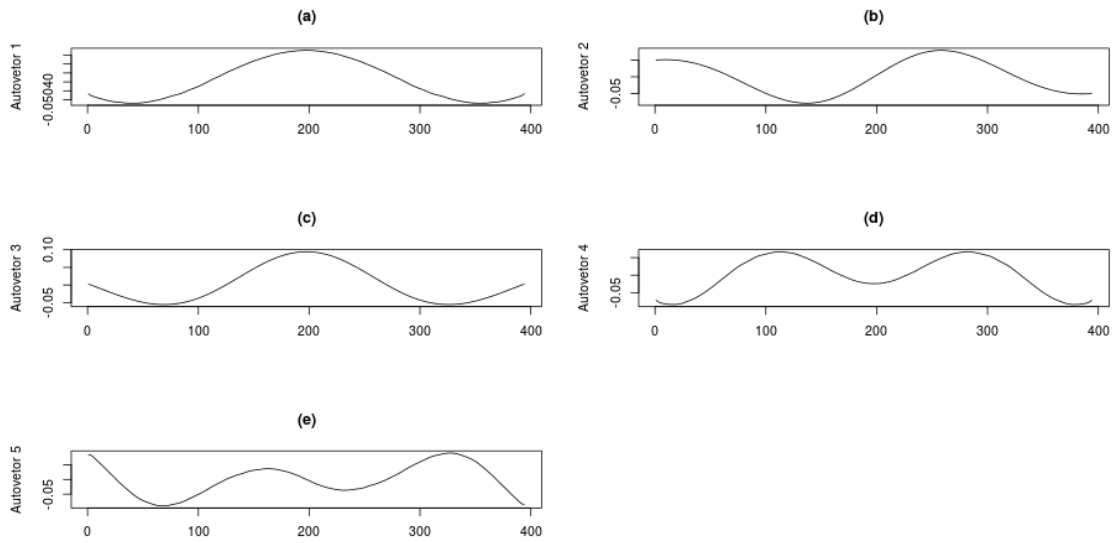 (a)
Autovetor 1
-0.05040
0 100 200 300 400
(b)
Autovetor 2
-0.05
0 100 200 300 400
(c)
Autovetor 3
-0.05 0.10
0 100 200 300 400
(d)
Autovetor 4
-0.05
0 100 200 300 400
(e)
Autovetor 5
-0.05
0 100 200 300 400